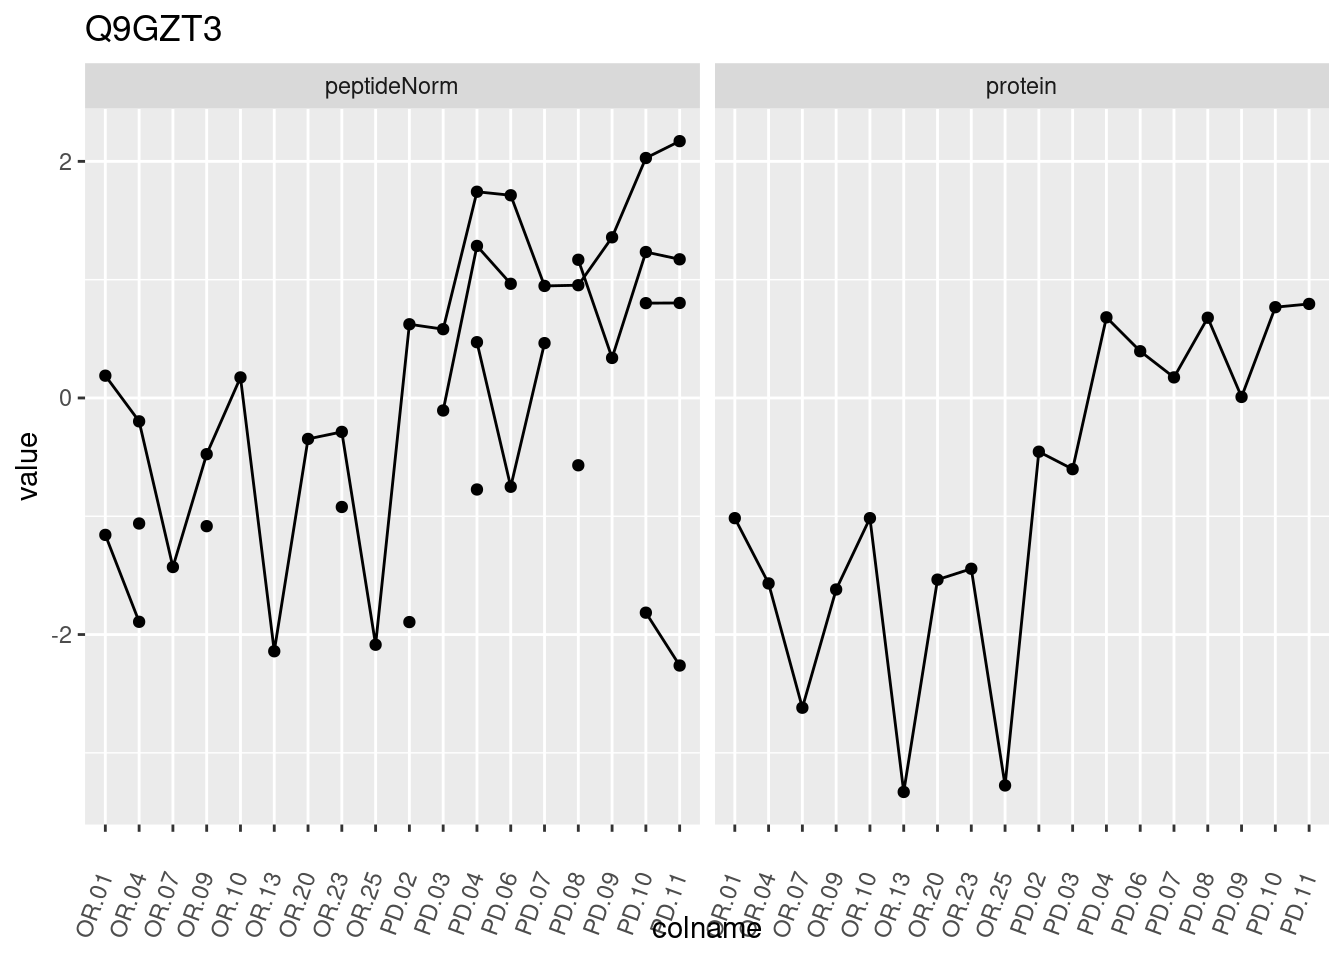 Q9GZT3
peptideNorm protein
value
2
0
-2
OR.01 OR.04 OR.07 OR.09 OR.10 OR.13 OR.20 OR.23 OR.25 PD.02 PD.03 PD.04 PD.06 PD.07 PD.08 PD.09 PD.10 PD.11 OR.01 OR.04 OR.07 OR.09 OR.10 OR.13 OR.20 OR.23 OR.25 PD.02 PD.03 PD.04 PD.06 PD.07 PD.08 PD.09 PD.10 PD.11
colname